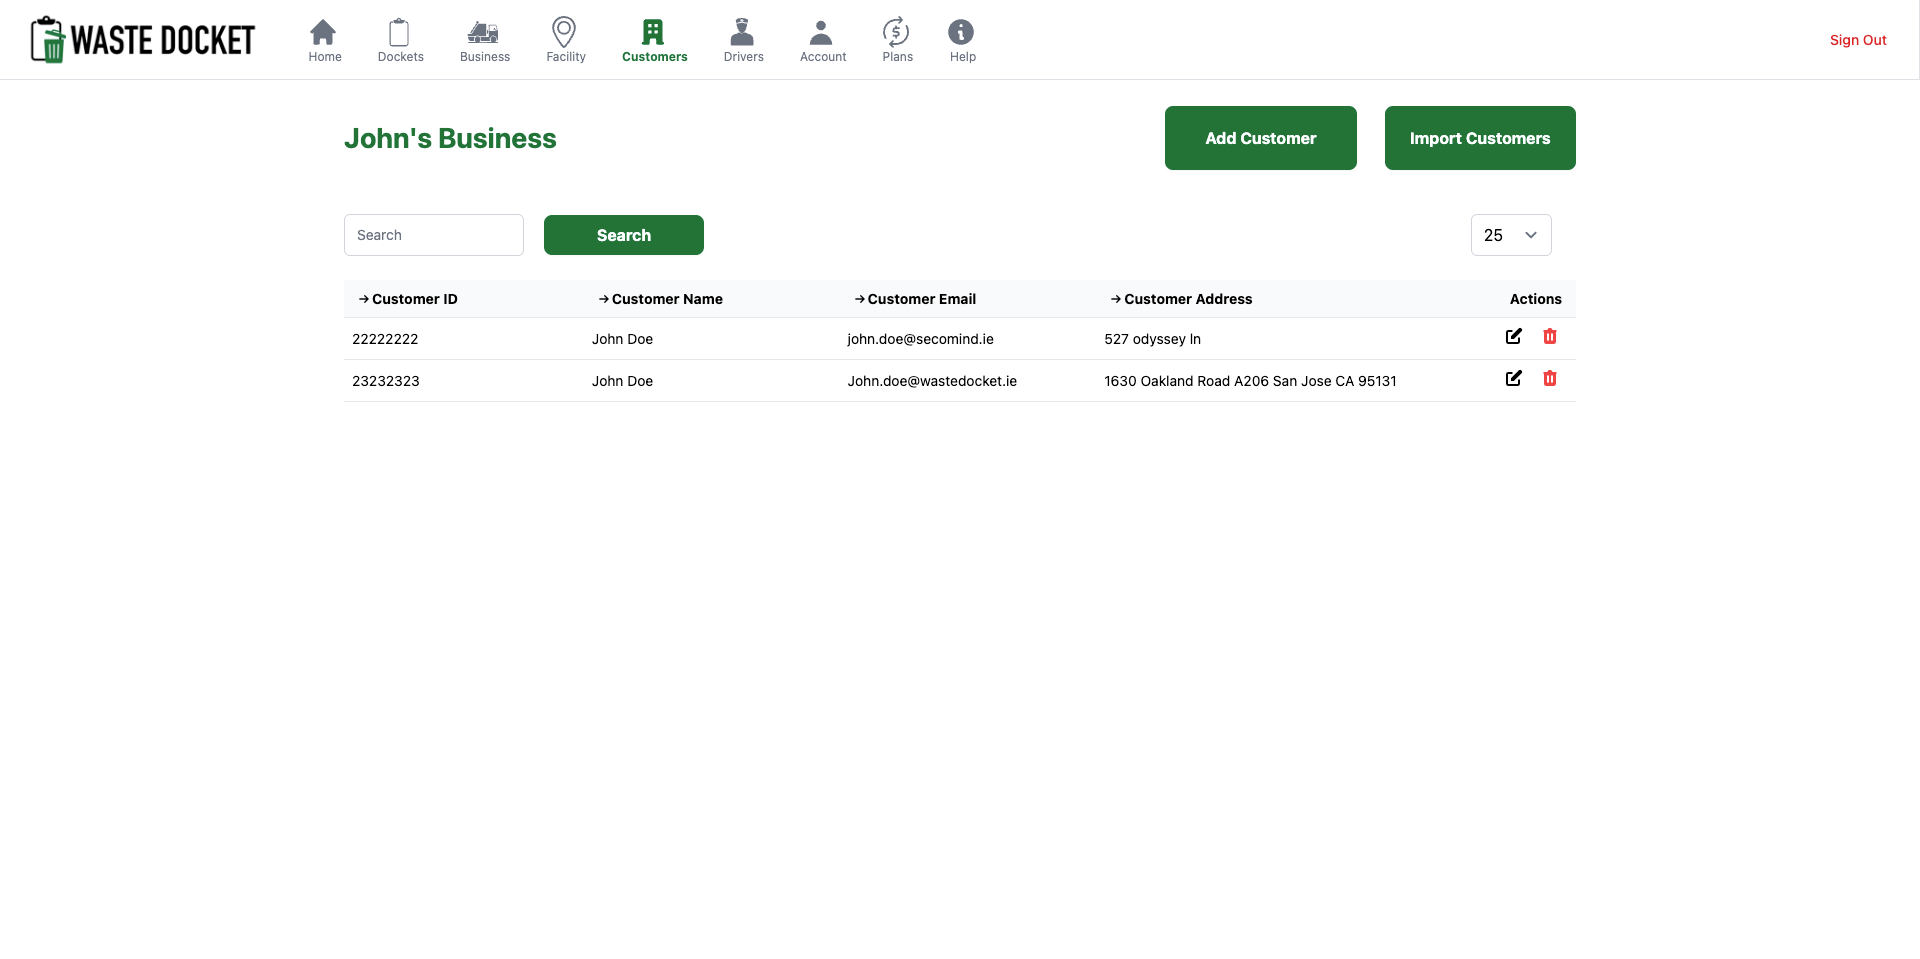 WASTE DOCKET
Home Dockets Business Facility Customers Drivers Account Plans Help
Sign Out
John's Business
Add Customer
Import Customers
Search
Search
25
→ Customer ID → Customer Name → Customer Email → Customer Address Actions
22222222 John Doe john.doe@secomind.ie 527 odyssey ln
23232323 John Doe John.doe@wastedocket.ie 1630 Oakland Road A206 San Jose CA 95131